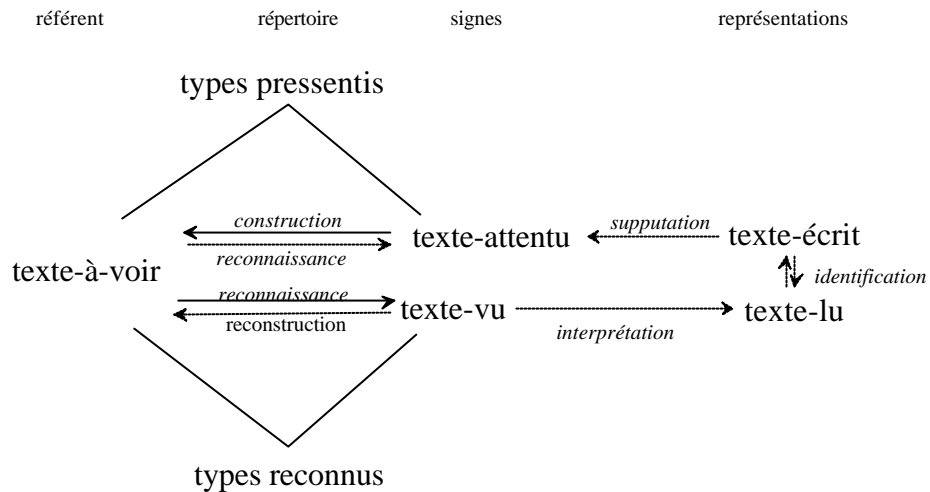 référent répertoire signes représentations
types pressentis
construction supputation
texte-attentu texte-écrit
reconnaissance
texte-à-voir identification
reconnaissance
texte-vu texte-lu
reconstruction interprétation
types reconnus